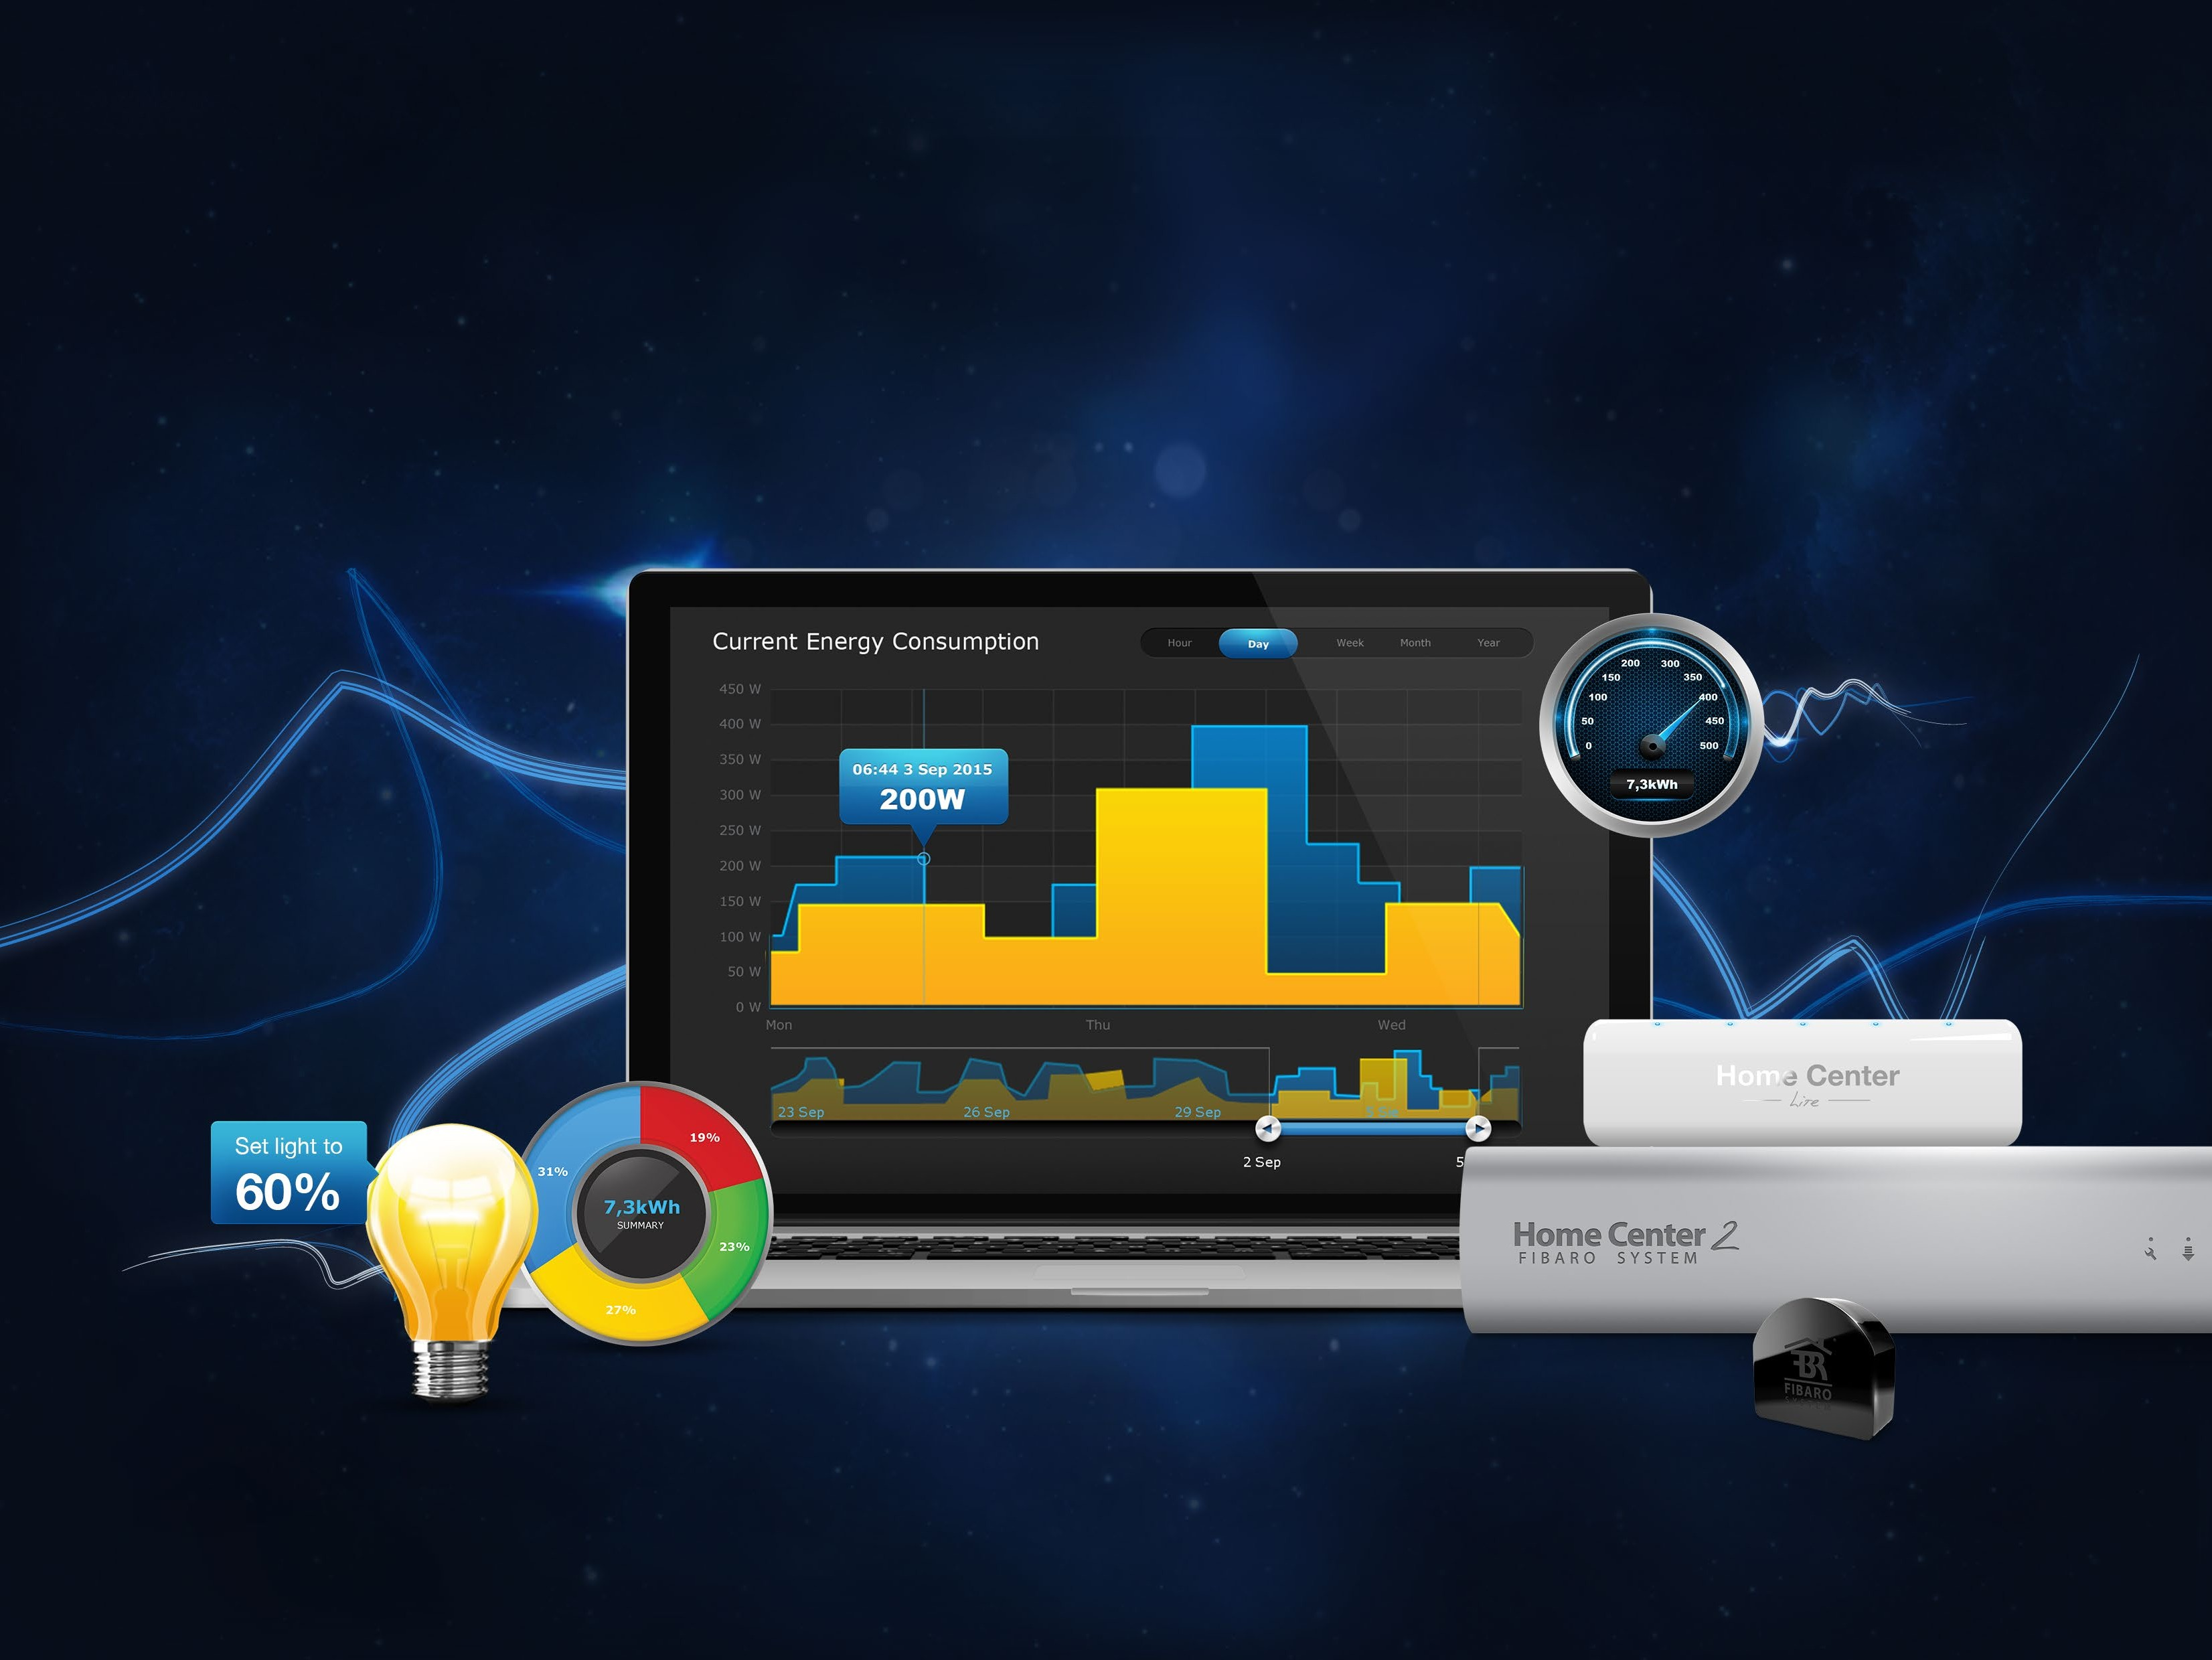 Current Energy Consumption
Hour Day Week Month Year
450 W
400 W
350 W
300 W
250 W
200 W
150 W
100 W
50 W
0 W
06:44 3 Sep 2015
200W
Mon Thu Wed
23 Sep 26 Sep 29 Sep
2 Sep 5
0 50 100 150 200 300 350 400 450 500
7,3kWh
Set light to
60%
31% 19% 23% 27%
7,3kWh
SUMMARY
Home Center
Lite
Home Center 2
FIBARO SYSTEM
FIBARO